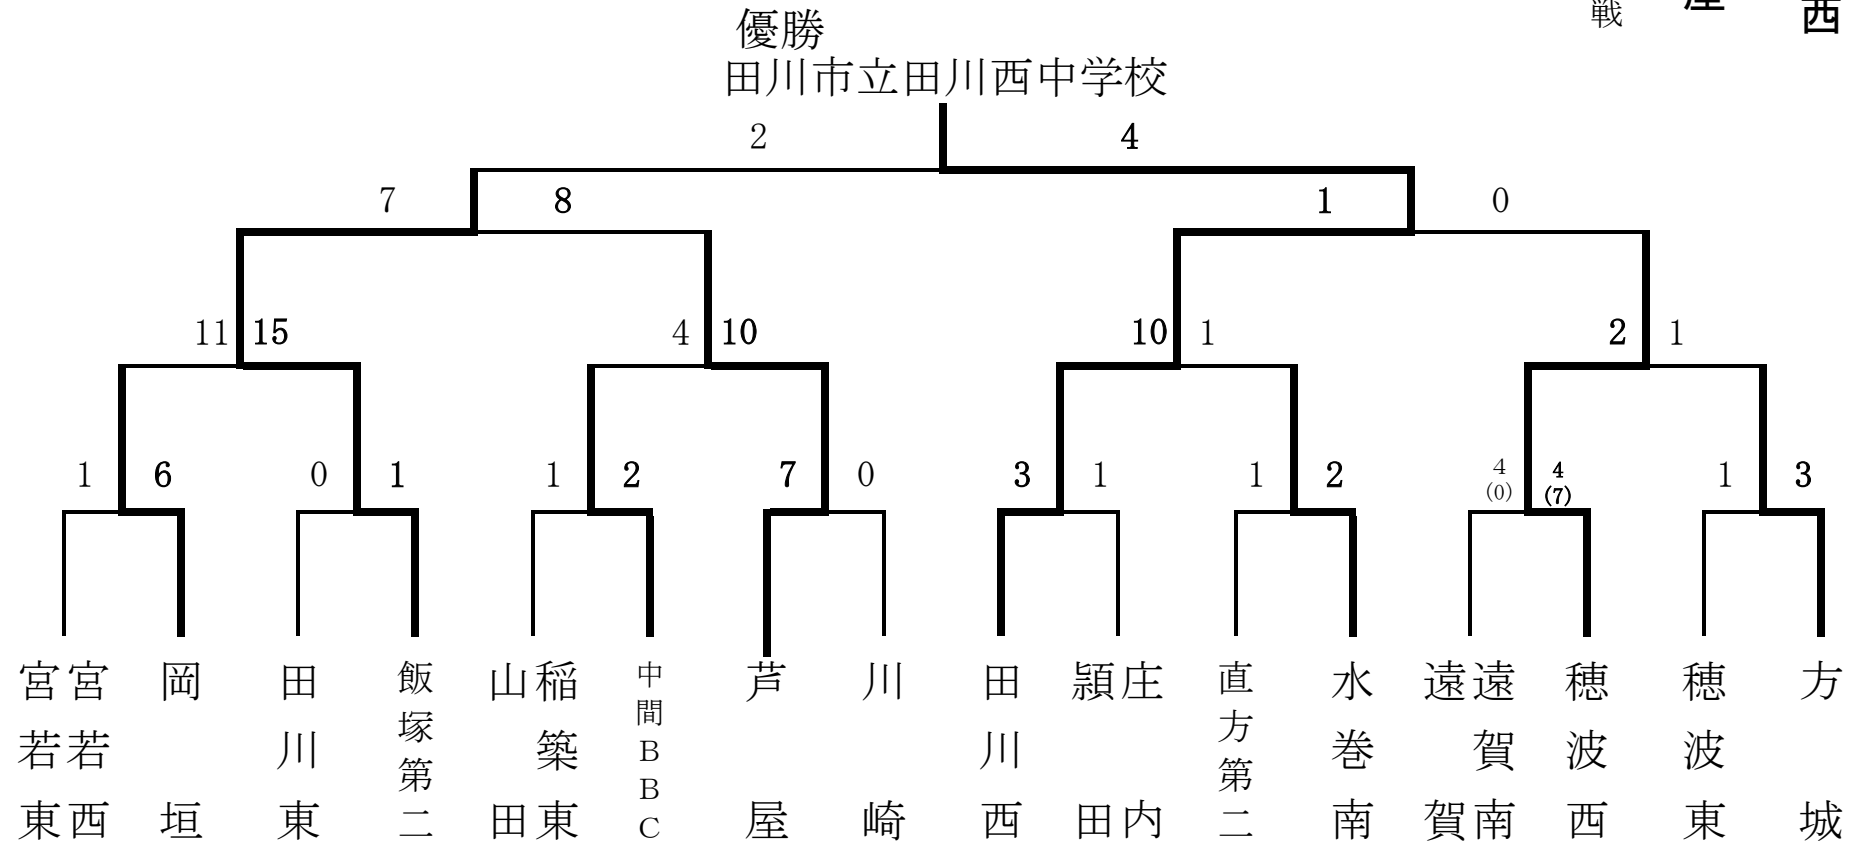 戦
西
優勝
田川市立田川西中学校
2 4
7 8 1 0
11 15 4 10 10 1 2 1
1 6 0 1 1 2 7 0 3 1 1 2 4 4 1 3
(0) (7)
宮若東
宮若西
岡垣
田川東
飯塚第二
山田
稲築東
中間BBC
芦屋
川崎
田川西
頴田
庄内
直方第二
水巻南
遠賀
遠賀南
穂波西
穂波東
方城